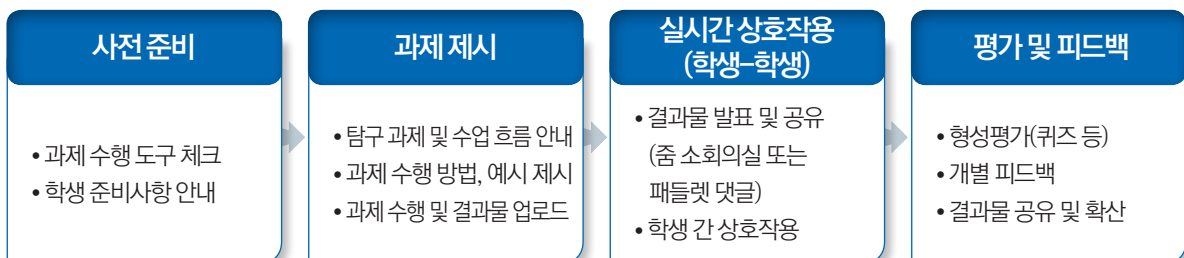 사전 준비
• 과제 수행 도구 체크
• 학생 준비사항 안내
과제 제시
• 탐구 과제 및 수업 흐름 안내
• 과제 수행 방법, 예시 제시
• 과제 수행 및 결과물 업로드
실시간 상호작용
(학생-학생)
• 결과물 발표 및 공유
(줌 소회의실 또는
패들렛 댓글)
• 학생 간 상호작용
평가 및 피드백
• 형성평가(퀴즈 등)
• 개별 피드백
• 결과물 공유 및 확산